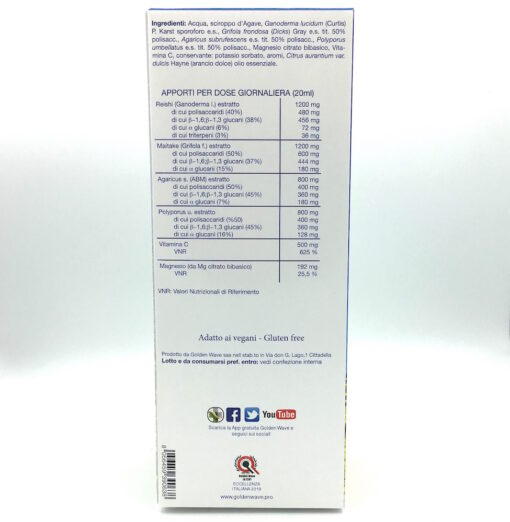 Ingredienti: Acqua, sciroppo d'Agave, Ganoderma lucidum (Curtis)
P. Karst sporoforo e.s., Grifola frondosa (Dicks) Gray e.s. tit. 50%
polisacc., Agaricus subrufescens e.s. tit. 50% polisacc., Polyporus
umbellatus e.s. tit. 50% polisacc., Magnesio citrato bibasico, Vita-
mina C, conservante: potassio sorbato, aromi, Citrus aurantium var.
dulcis Hayne (arancio dolce) olio essenziale.
APPORTI PER DOSE GIORNALIERA (20ml)
Reishi (Ganoderma l.) estratto 1200 mg
di cui polisaccaridi (40%) 480 mg
di cui β-1,6;β-1,3 glucani (38%) 456 mg
di cui α glucani (6%) 72 mg
di cui triterpeni (3%) 36 mg
Maitake (Grifola f.) estratto 1200 mg
di cui polisaccaridi (50%) 600 mg
di cui β-1,6;β-1,3 glucani (37%) 444 mg
di cui α glucani (15%) 180 mg
Agaricus s. (ABM) estratto 800 mg
di cui polisaccaridi (50%) 400 mg
di cui β-1,6;β-1,3 glucani (45%) 360 mg
di cui α glucani (7%) 180 mg
Polyporus u. estratto 800 mg
di cui polisaccaridi (%50) 400 mg
di cui β-1,6;β-1,3 glucani (45%) 360 mg
di cui α glucani (16%) 128 mg
Vitamina C 500 mg
VNR 625 %
Magnesio (da Mg citrato bibasico) 192 mg
VNR 25,5 %
VNR: Valori Nutrizionali di Riferimento
Adatto ai vegani - Gluten free
Prodotto da Golden Wave sas nell stab.to in Via don G. Lago,1 Cittadella
Lotto e da consumarsi pref. entro: vedi confezione interna
You Tube
Scarica la App gratuita Golden Wave e
seguici sui social!
ECCELLENZA
ITALIANA 2019
www.goldenwave.pro